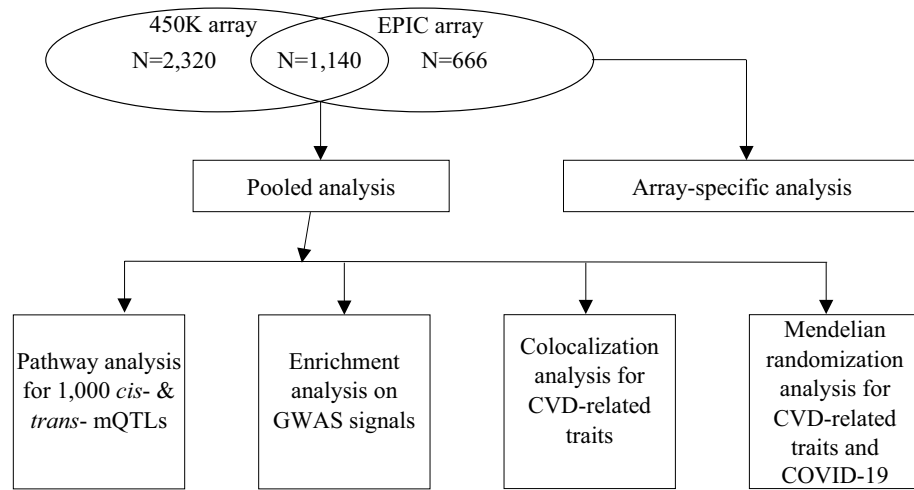 450K array
EPIC array
N=2,320
N=1,140
N=666
Pooled analysis
Array-specific analysis
Pathway analysis
for 1,000 cis- &
trans- mQTLs
Enrichment
analysis on
GWAS signals
Colocalization
analysis for
CVD-related
traits
Mendelian
randomization
analysis for
CVD-related
traits and
COVID-19